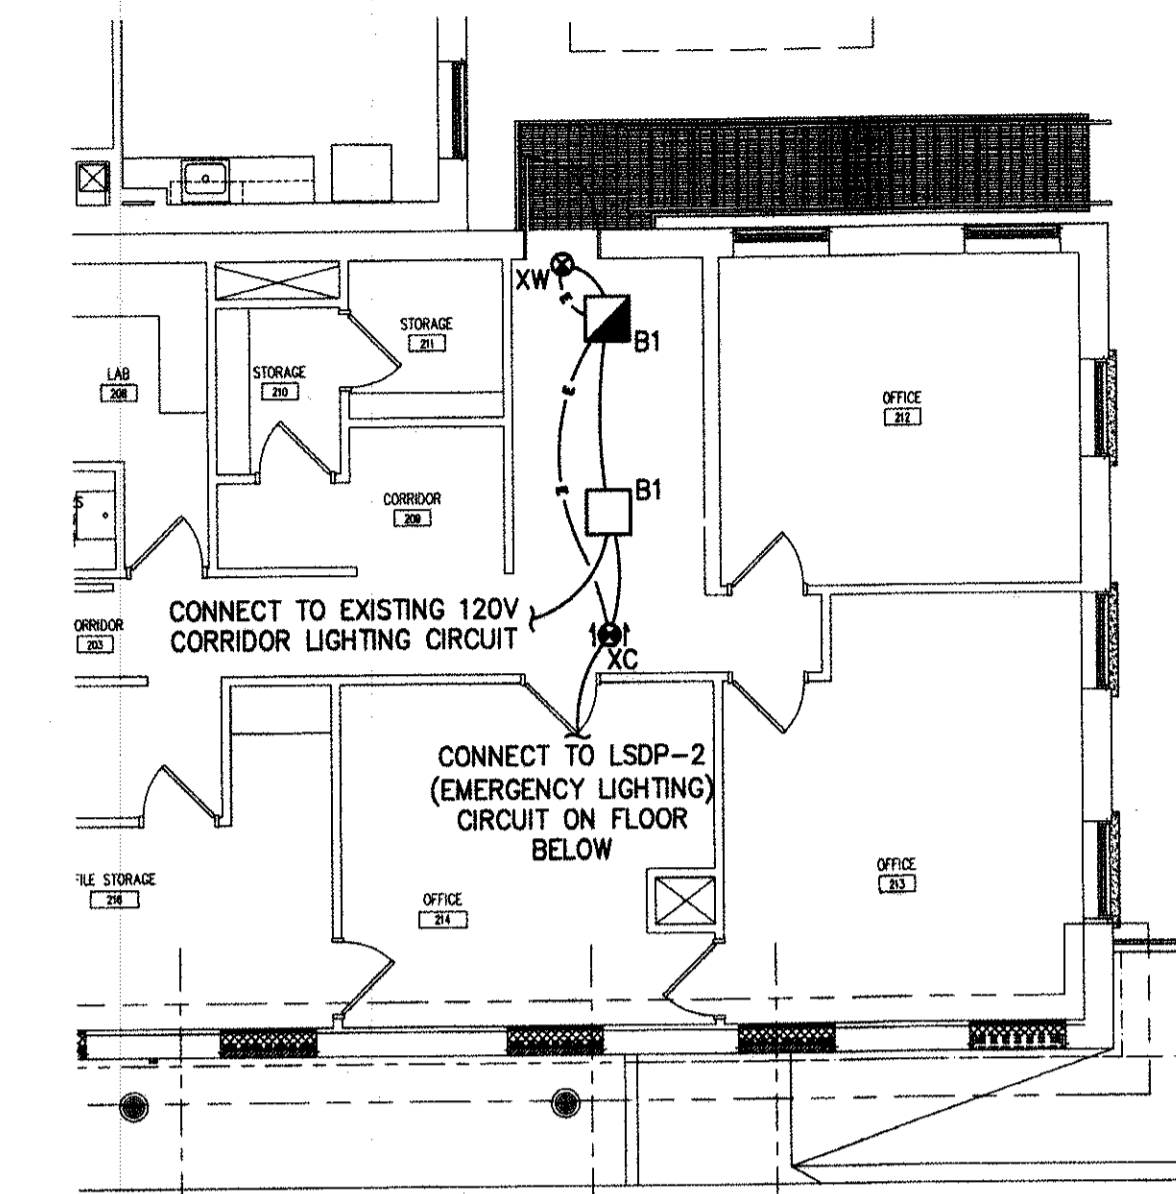 XW
E
B1
STORAGE
211
LAB
208
STORAGE
210
E
OFFICE
212
E
B1
S
CORRIDOR
209
CONNECT TO EXISTING 120V
CORRIDOR LIGHTING CIRCUIT
ORRIDOR
203
XC
CONNECT TO LSDP-2
(EMERGENCY LIGHTING)
CIRCUIT ON FLOOR
BELOW
FILE STORAGE
216
OFFICE
214
OFFICE
213